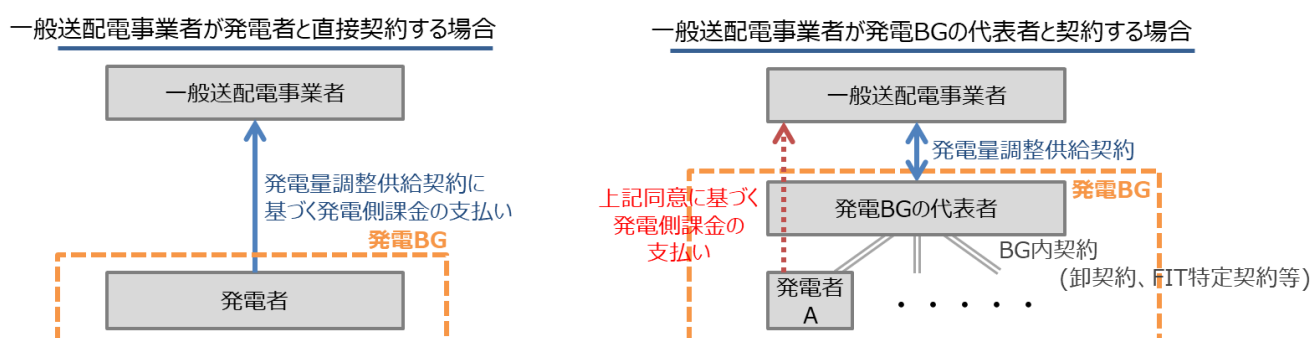 一般送配電事業者が発電者と直接契約する場合
一般送配電事業者
発電量調整供給契約に
基づく発電側課金の支払い
発電BG
発電者
一般送配電事業者が発電BGの代表者と契約する場合
一般送配電事業者
発電量調整供給契約
上記同意に基づく
発電側課金の
支払い
発電BG
発電BGの代表者
BG内契約
(卸契約、FIT特定契約等)
発電者
A
・・・・・